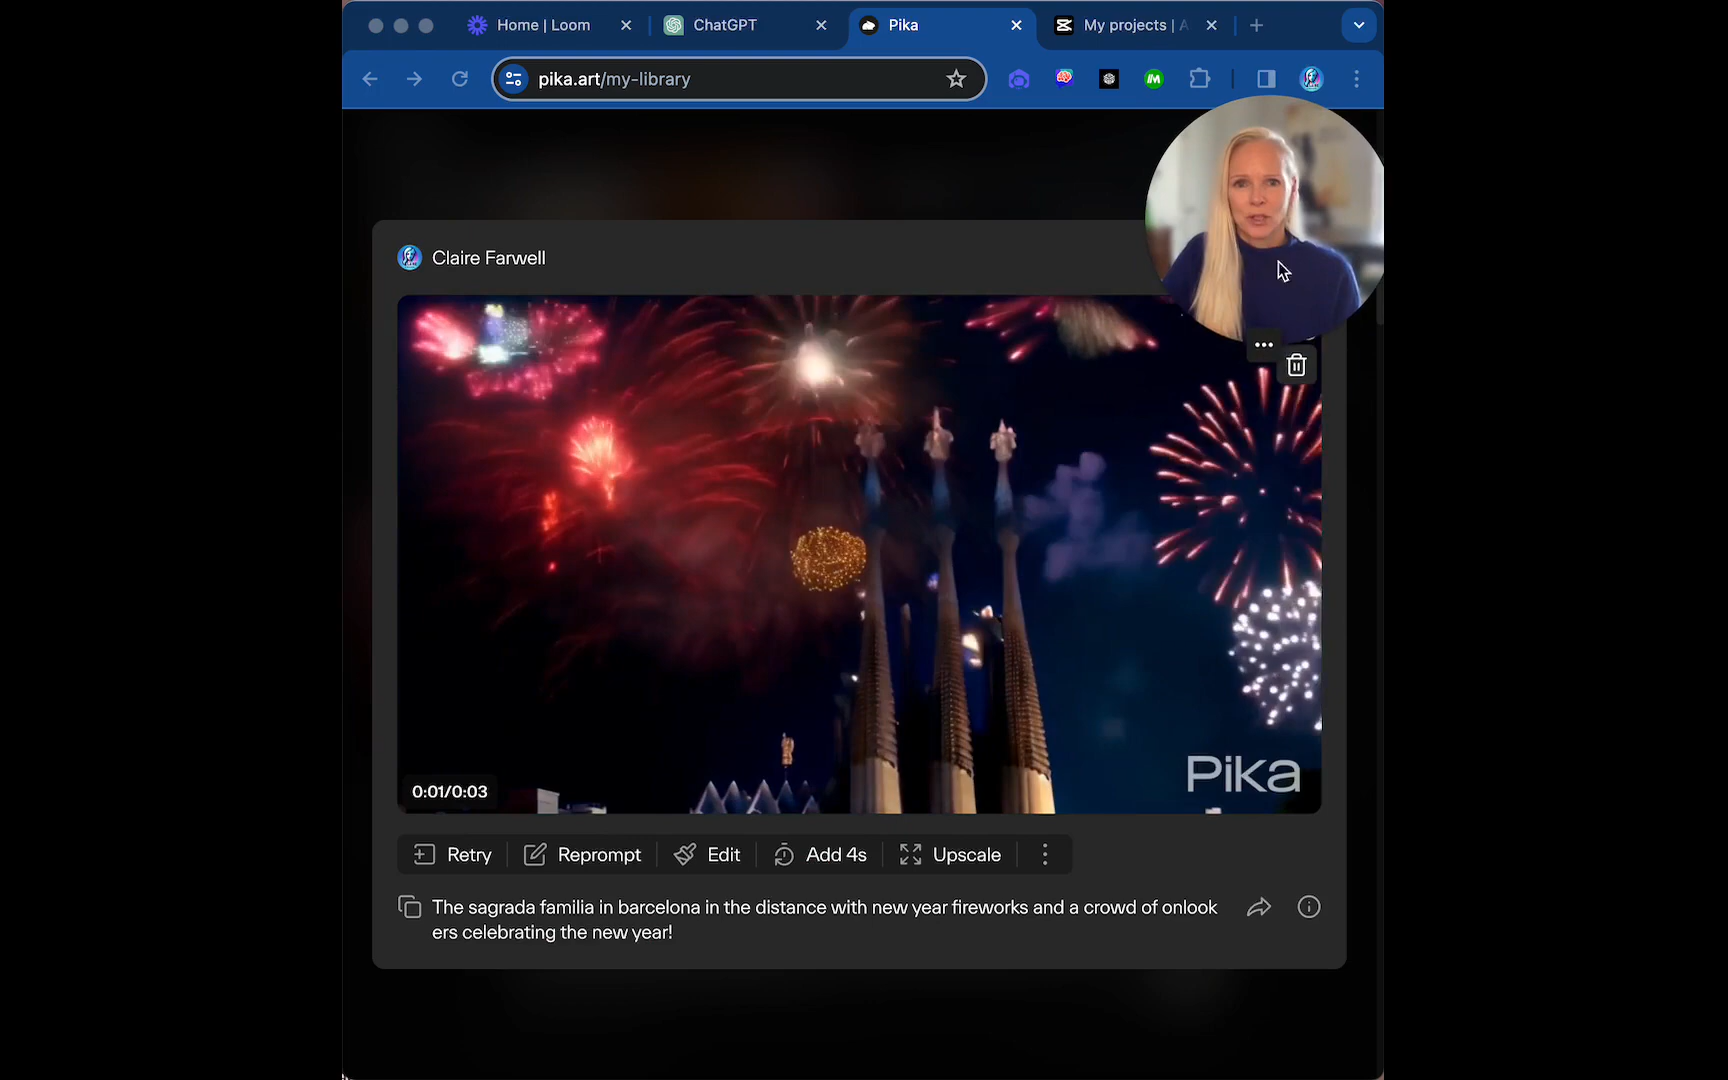 Home | Loom
ChatGPT
Pika
My projects |
pika.art/my-library
Claire Farwell
Pika
0:01/0:03
Retry
Reprompt
Edit
Add 4s
Upscale
The sagrada familia in barcelona in the distance with new year fireworks and a crowd of onlook
ers celebrating the new year!